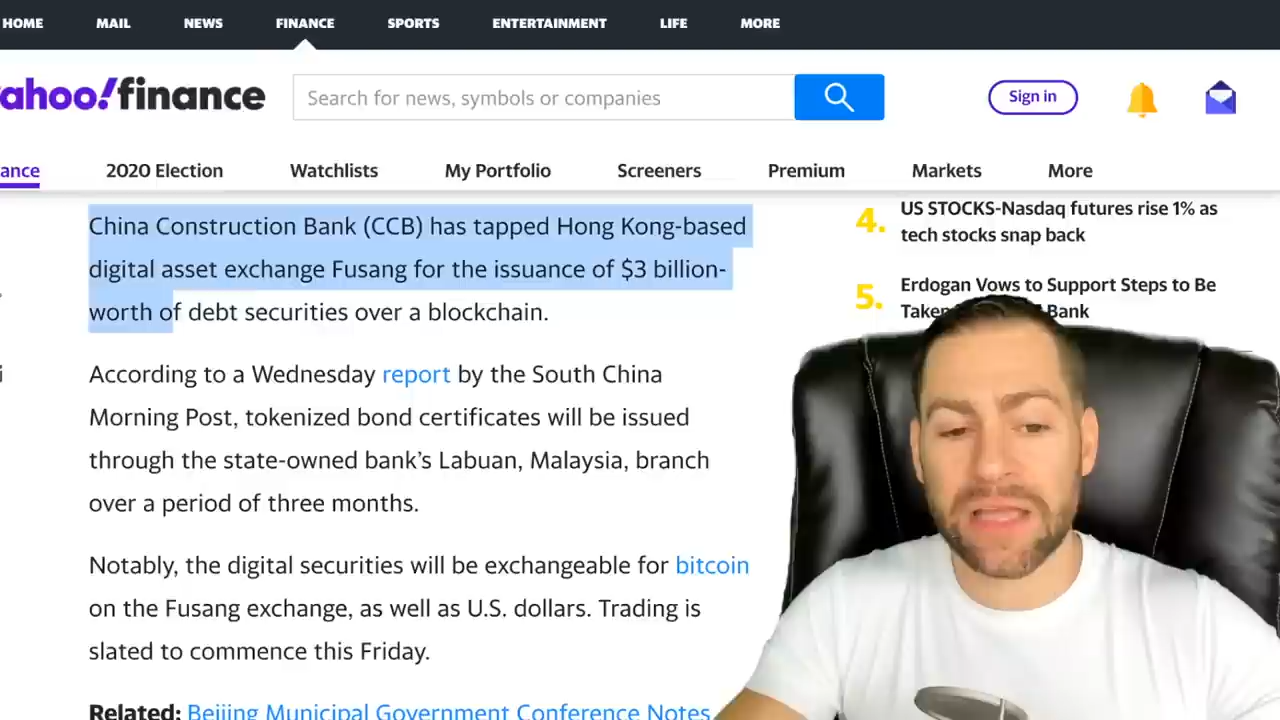 HOME MAIL NEWS FINANCE SPORTS ENTERTAINMENT LIFE MORE
ahoo!finance
Search for news, symbols or companies
Sign in
ance 2020 Election Watchlists My Portfolio Screeners Premium Markets More
China Construction Bank (CCB) has tapped Hong Kong-based
digital asset exchange Fusang for the issuance of $3 billion-
worth of debt securities over a blockchain.
According to a Wednesday report by the South China
Morning Post, tokenized bond certificates will be issued
through the state-owned bank's Labuan, Malaysia, branch
over a period of three months.
Notably, the digital securities will be exchangeable for bitcoin
on the Fusang exchange, as well as U.S. dollars. Trading is
slated to commence this Friday.
Related: Beijing Municipal Government Conference Notes
4. US STOCKS-Nasdaq futures rise 1% as
tech stocks snap back
5. Erdogan Vows to Support Steps to Be
Taken Bank